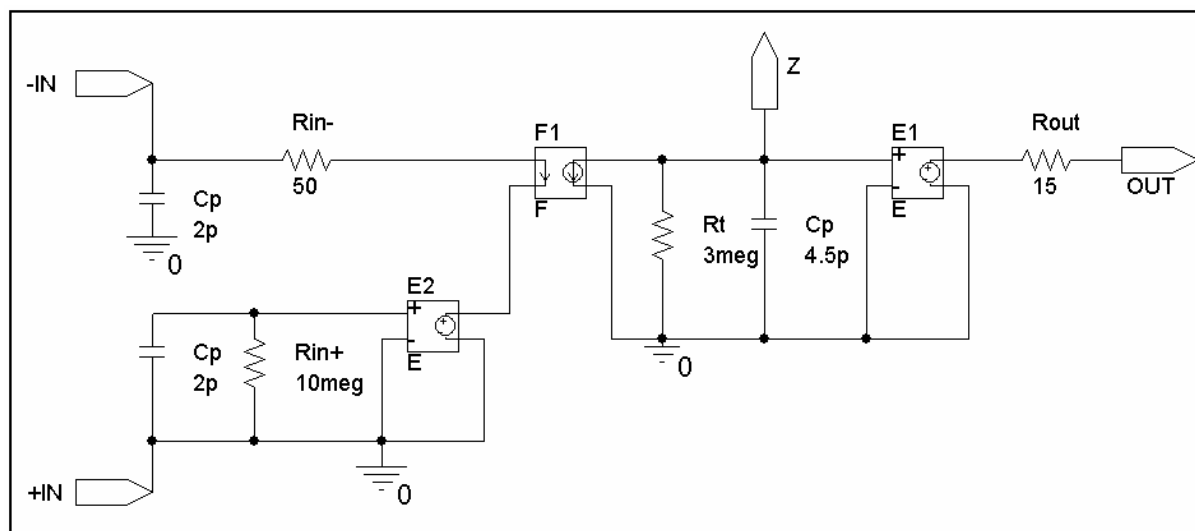 -IN
Rin-
50
Cp
2p
0
F1
F
Z
Rt
3meg
Cp
4.5p
E1
E
Rout
15
OUT
0
E2
E
Cp
2p
Rin+
10meg
0
+IN
+
-
+
-